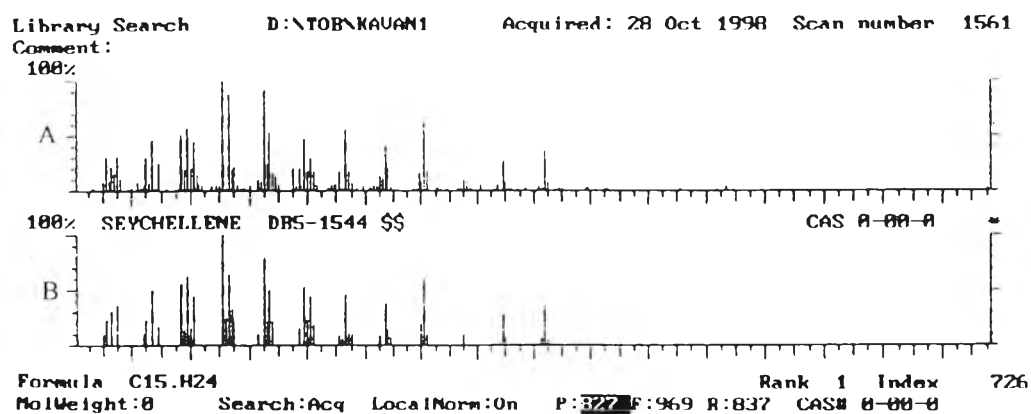 Library Search D:\TOB\KAVAN1 Acquired: 28 Oct 1998 Scan number 1561
Comment:
100%
A
100% SEYCHELLENE DB5-1544 $$ CAS 0-00-0 *
B
Formula C15.H24 Rank 1 Index 726
MolWeight:0 Search:Acq LocalNorm:On P:827 F:969 R:837 CAS# 0-00-0